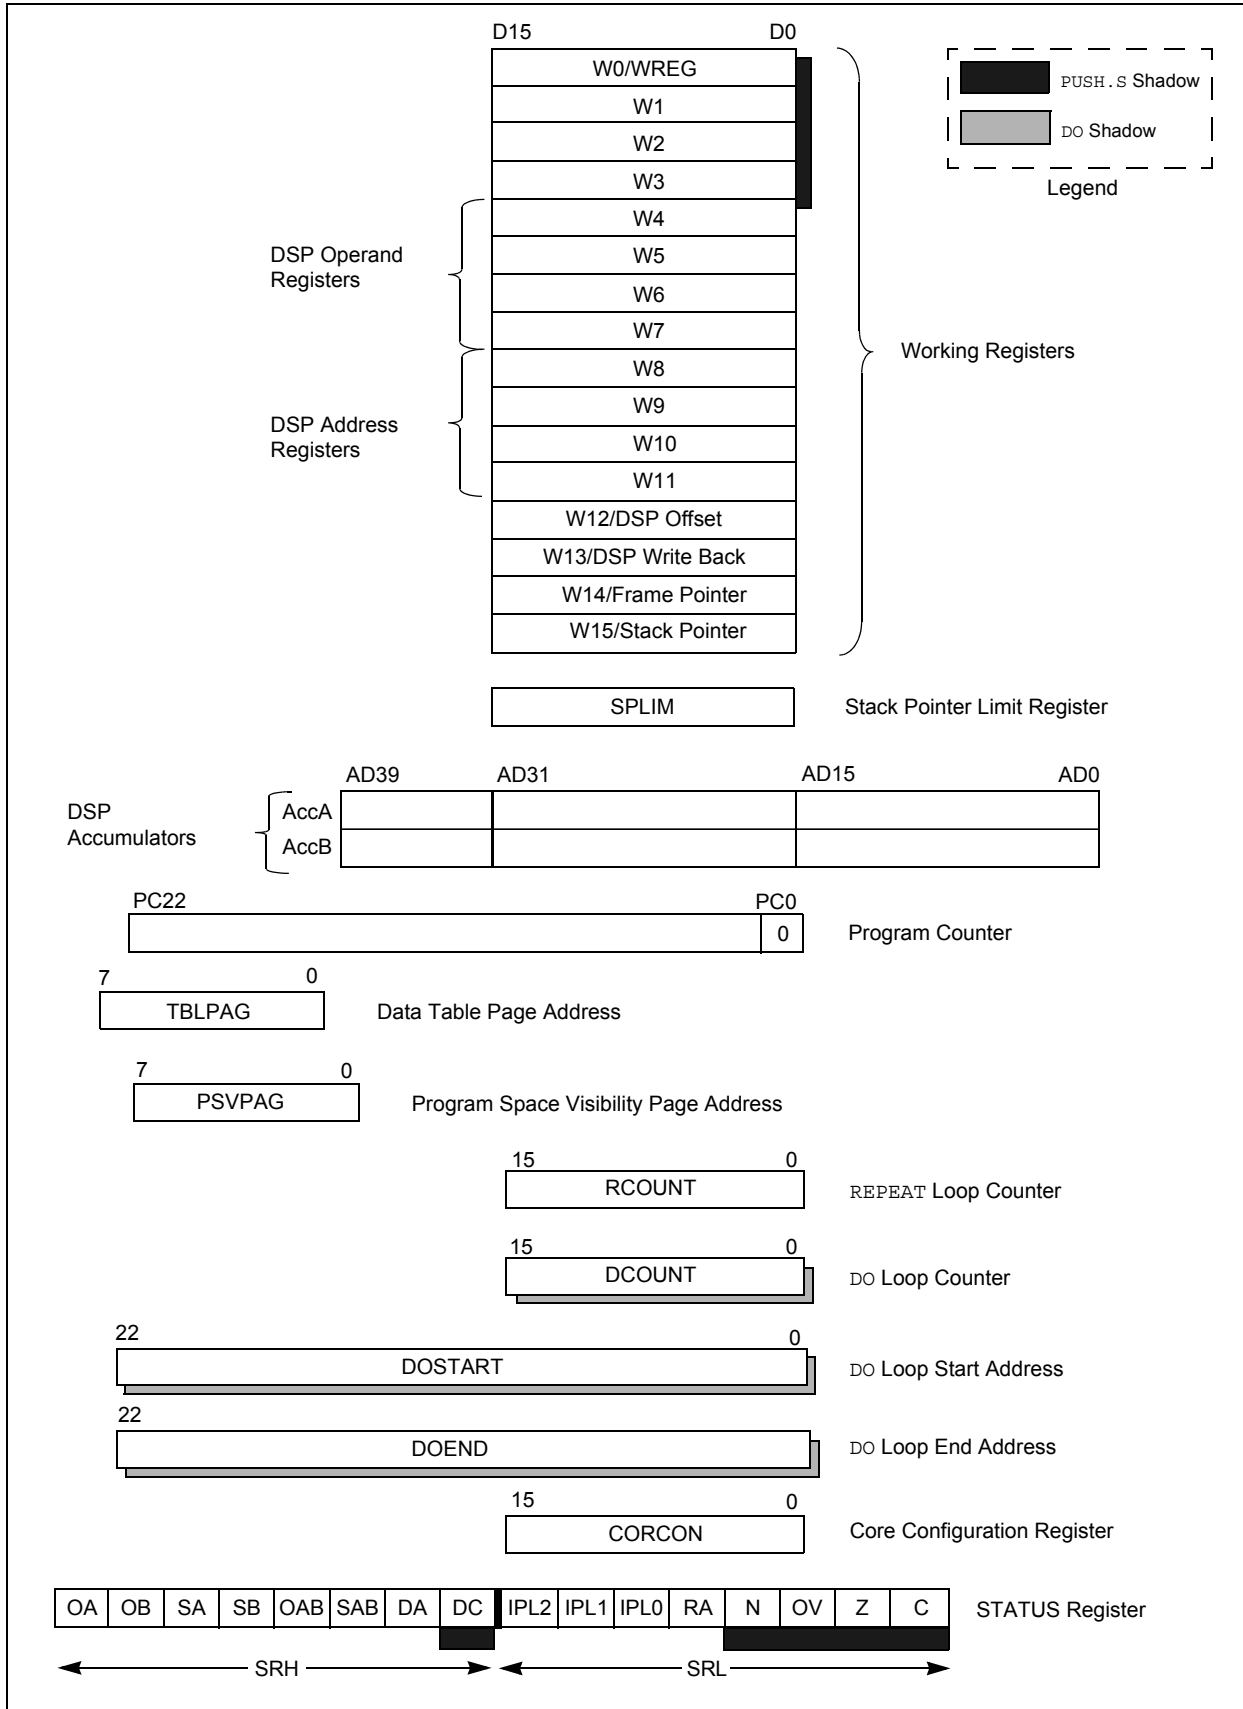 D15 D0
W0/WREG
PUSH.S Shadow
W1
DO Shadow
W2
W3
Legend
W4
DSP Operand
Registers
W5
W6
W7
Working Registers
W8
W9
DSP Address
Registers
W10
W11
W12/DSP Offset
W13/DSP Write Back
W14/Frame Pointer
W15/Stack Pointer
SPLIM Stack Pointer Limit Register
AD39 AD31 AD15 AD0
DSP
Accumulators
AccA
AccB
PC22 PC0
0 Program Counter
7 0
TBLPAG Data Table Page Address
7 0
PSVPAG Program Space Visibility Page Address
15 0
RCOUNT REPEAT Loop Counter
15 0
DCOUNT DO Loop Counter
22 0
DOSTART DO Loop Start Address
22
DOEND DO Loop End Address
15 0
CORCON Core Configuration Register
OA OB SA SB OAB SAB DA DC IPL2 IPL1 IPL0 RA N OV Z C STATUS Register
SRH SRL